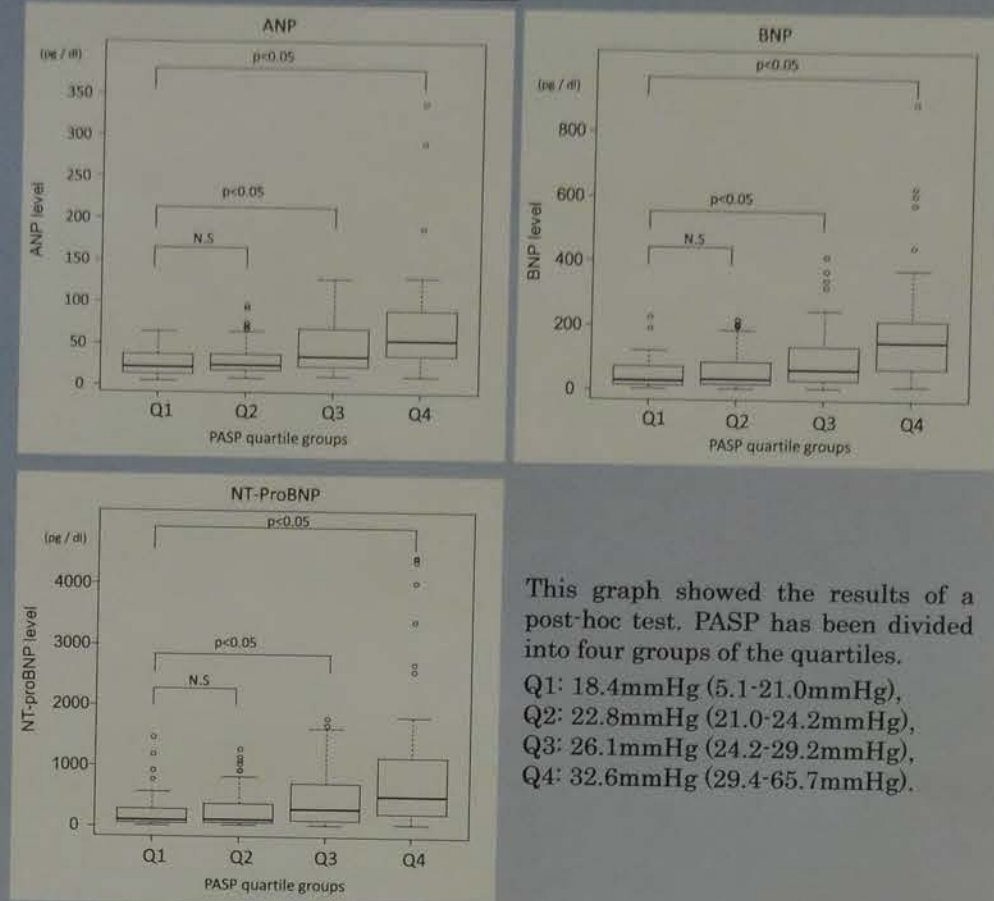 ANP
(pg / dl)
p<0.05
350
300
250
200
150
100
50
0
ANP level
p<0.05
N.S
Q1 Q2 Q3 Q4
PASP quartile groups
BNP
(pg / dl)
p<0.05
800
600
400
200
0
BNP level
p<0.05
N.S
Q1 Q2 Q3 Q4
PASP quartile groups
NT-ProBNP
(pg / dl)
p<0.05
4000
3000
2000
1000
0
NT-proBNP level
p<0.05
N.S
Q1 Q2 Q3 Q4
PASP quartile groups
This graph showed the results of a
post-hoc test. PASP has been divided
into four groups of the quartiles.
Q1: 18.4mmHg (5.1-21.0mmHg),
Q2: 22.8mmHg (21.0-24.2mmHg),
Q3: 26.1mmHg (24.2-29.2mmHg),
Q4: 32.6mmHg (29.4-65.7mmHg).